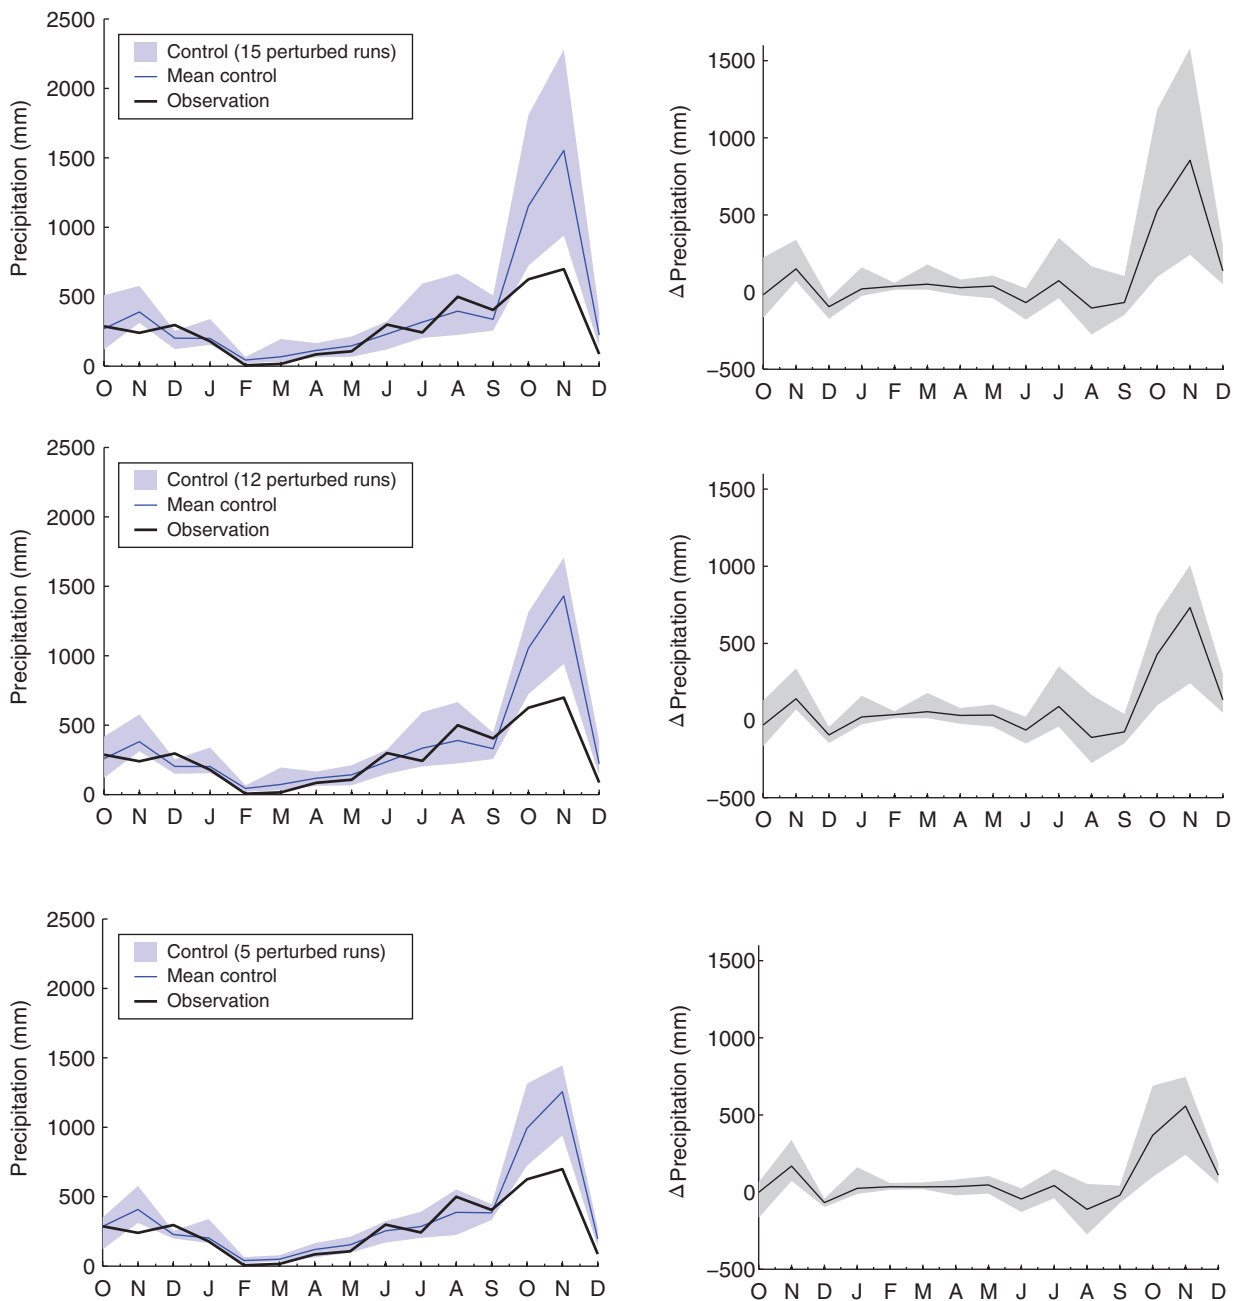 2500
2000
1500
1000
500
0
Precipitation (mm)
Control (15 perturbed runs)
Mean control
Observation
O N D J F M A M J J A S O N D
1500
1000
500
0
−500
Δ Precipitation (mm)
O N D J F M A M J J A S O N D
2500
2000
1500
1000
500
0
Precipitation (mm)
Control (12 perturbed runs)
Mean control
Observation
O N D J F M A M J J A S O N D
1500
1000
500
0
−500
Δ Precipitation (mm)
O N D J F M A M J J A S O N D
2500
2000
1500
1000
500
0
Precipitation (mm)
Control (5 perturbed runs)
Mean control
Observation
O N D J F M A M J J A S O N D
1500
1000
500
0
−500
Δ Precipitation (mm)
O N D J F M A M J J A S O N D